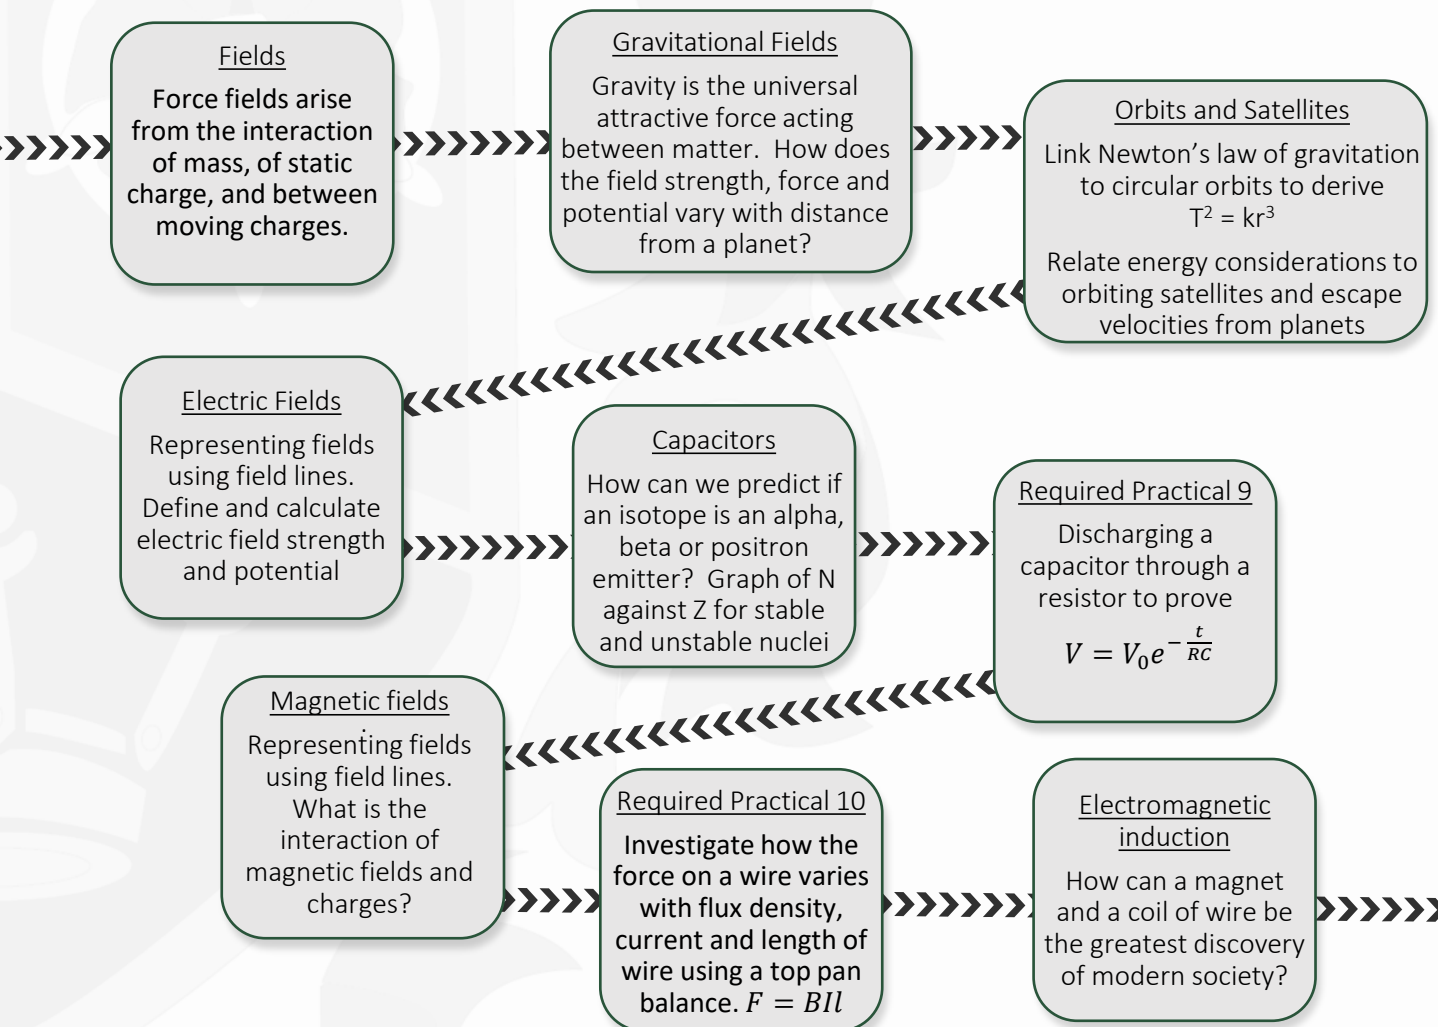 Fields
Force fields arise
from the interaction
of mass, of static
charge, and between
moving charges.
Gravitational Fields
Gravity is the universal
attractive force acting
between matter.  How does
the field strength, force and
potential vary with distance
from a planet?
Orbits and Satellites
Link Newton’s law of gravitation
to circular orbits to derive
T² = kr³
Relate energy considerations to
orbiting satellites and escape
velocities from planets
Electric Fields
Representing fields
using field lines.
Define and calculate
electric field strength
and potential
Capacitors
How can we predict if
an isotope is an alpha,
beta or positron
emitter?  Graph of N
against Z for stable
and unstable nuclei
Required Practical 9
Discharging a
capacitor through a
resistor to prove
V = V₀e^(−t/RC)
Magnetic fields
.
Representing fields
using field lines.
What is the
interaction of
magnetic fields and
charges?
Required Practical 10
Investigate how the
force on a wire varies
with flux density,
current and length of
wire using a top pan
balance. F = BIl
Electromagnetic
induction
How can a magnet
and a coil of wire be
the greatest discovery
of modern society?